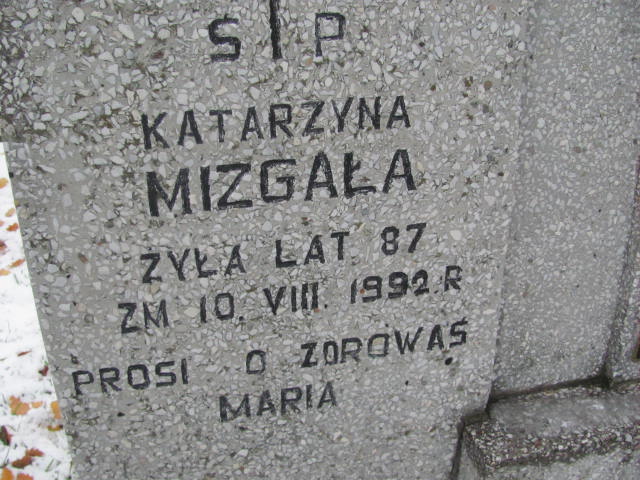 S P
KATARZYNA
MIZGAŁA
ŻYŁA LAT 87
ZM 10. VIII. 1992 R
PROSI O ZDROWAŚ
MARIA